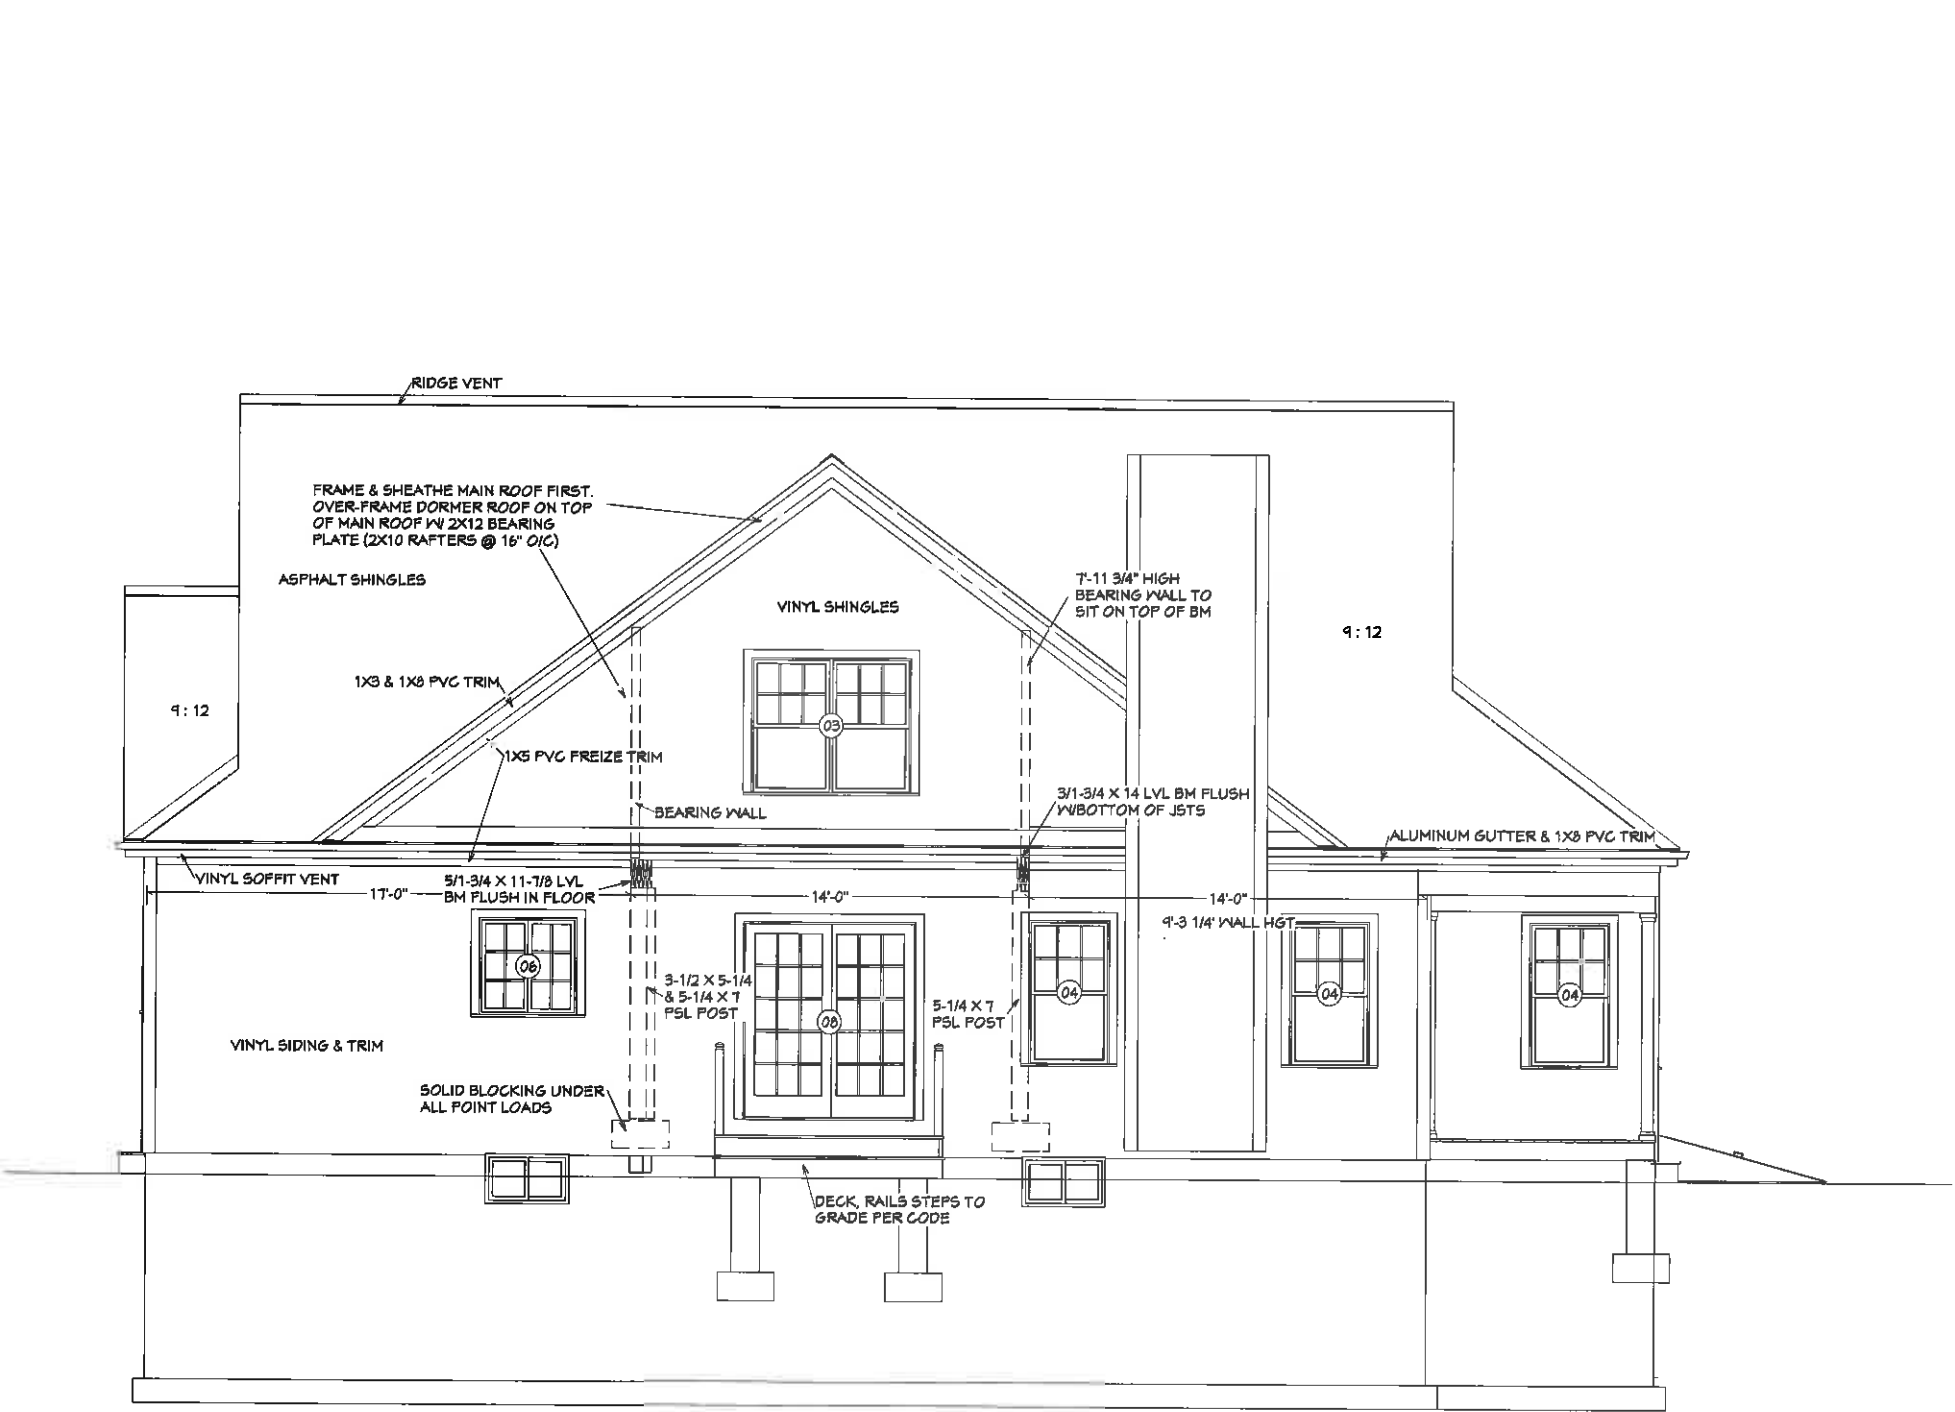 RIDGE VENT
FRAME & SHEATHE MAIN ROOF FIRST.
OVER-FRAME DORMER ROOF ON TOP
OF MAIN ROOF W/ 2X12 BEARING
PLATE (2X10 RAFTERS @ 16" O/C)
ASPHALT SHINGLES
VINYL SHINGLES
7'-11 3/4" HIGH
BEARING WALL TO
SIT ON TOP OF BM
9 : 12
9 : 12
1X3 & 1X8 PVC TRIM
03
1X5 PVC FREIZE TRIM
BEARING WALL
3/1-3/4 X 14 LVL BM FLUSH
W/BOTTOM OF JSTS
ALUMINUM GUTTER & 1X8 PVC TRIM
VINYL SOFFIT VENT
5/1-3/4 X 11-7/8 LVL
BM FLUSH IN FLOOR
17'-0"
14'-0"
14'-0"
9'-3 1/4' WALL HGT
06
3-1/2 X 5-1/4
& 5-1/4 X 7
PSL POST
08
5-1/4 X 7
PSL POST
04
04
04
VINYL SIDING & TRIM
SOLID BLOCKING UNDER
ALL POINT LOADS
DECK, RAILS STEPS TO
GRADE PER CODE